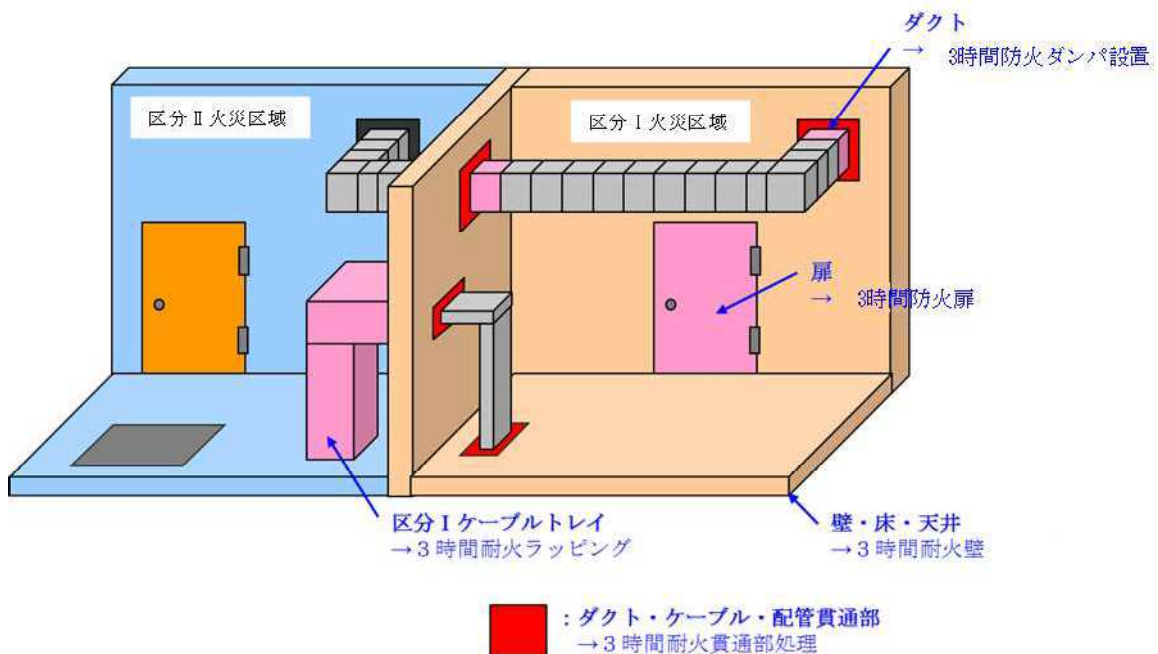 ダクト
→ 3時間防火ダンパ設置
区分Ⅱ火災区域
区分Ⅰ火災区域
扉
→ 3時間防火扉
区分Ⅰケーブルトレイ
→3時間耐火ラッピング
壁・床・天井
→3時間耐火壁
:ダクト・ケーブル・配管貫通部
→3時間耐火貫通部処理